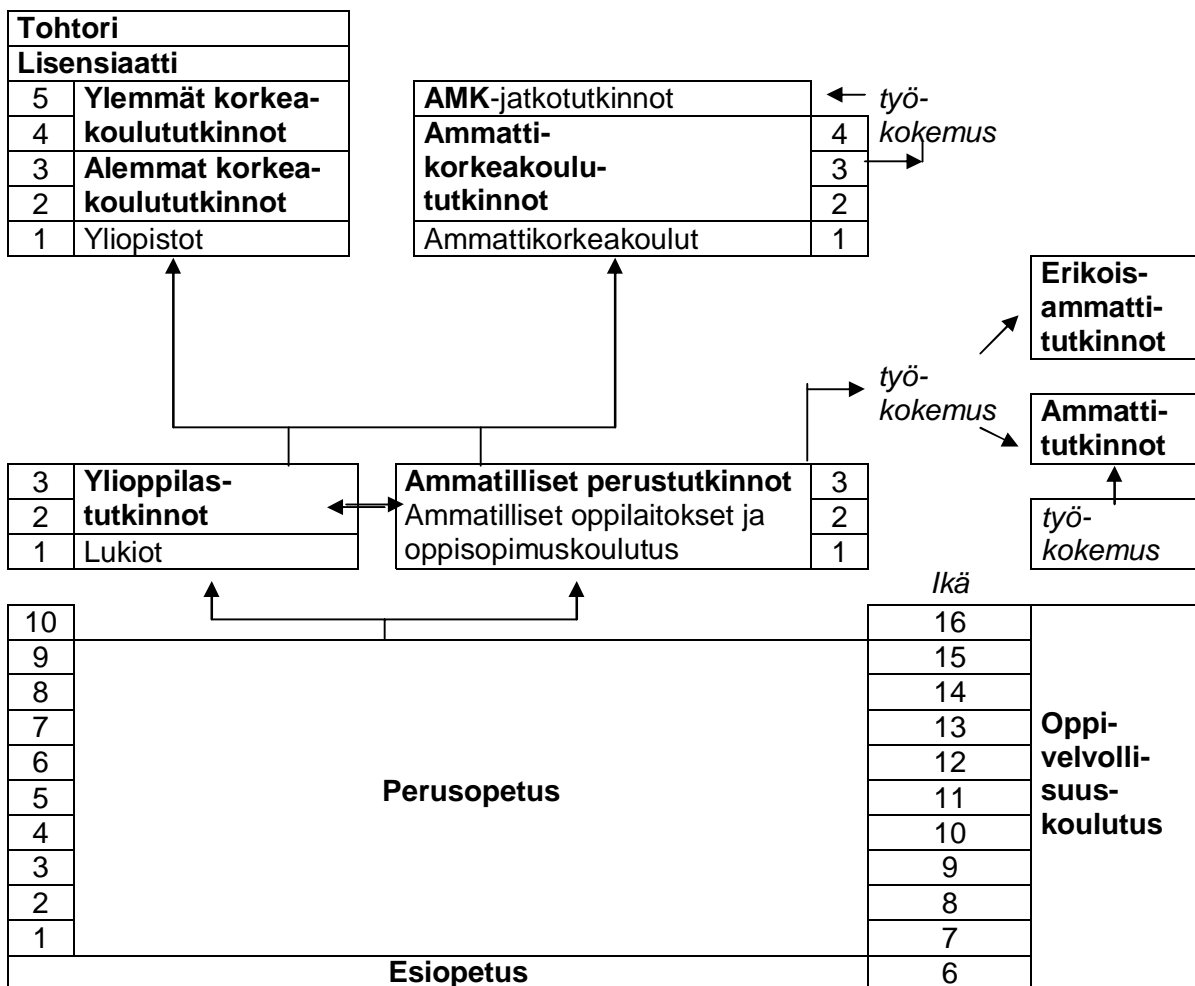 Tohtori
Lisensiaatti
5 Ylemmät korkea-
4 koulututkinnot
3 Alemmat korkea-
2 koulututkinnot
1 Yliopistot
AMK-jatkotutkinnot
Ammatti- 4
korkeakoulu- 3
tutkinnot 2
Ammattikorkeakoulut 1
työ-
kokemus
Erikois-
ammatti-
tutkinnot
työ-
kokemus
Ammatti-
tutkinnot
työ-
kokemus
3 Ylioppilas-
2 tutkinnot
1 Lukiot
Ammatilliset perustutkinnot 3
Ammatilliset oppilaitokset ja 2
oppisopimuskoulutus 1
Ikä
10 16
9 15
8 14
7 13
6 12
5 11
4 10
3 9
2 8
1 7
Perusopetus
Oppi-
velvolli-
suus-
koulutus
Esiopetus 6